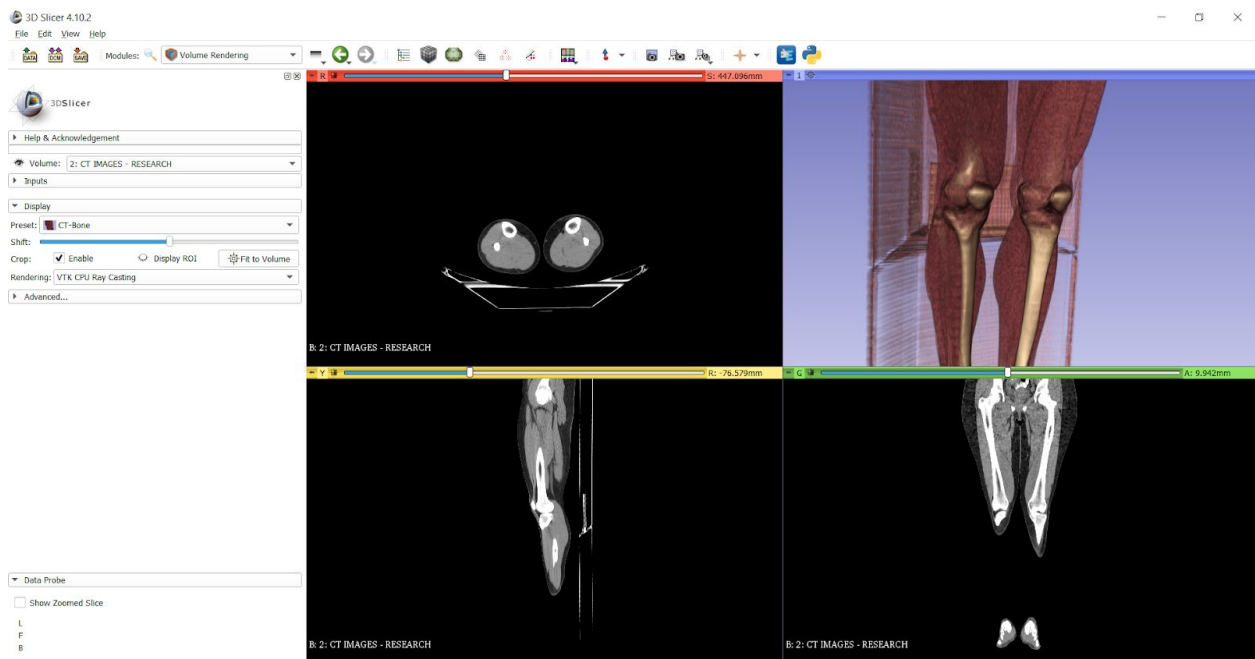 3D Slicer 4.10.2
File Edit View Help
DATA DCM SAVE Modules: Volume Rendering
3DSlicer
Help & Acknowledgement
Volume: 2: CT IMAGES - RESEARCH
Inputs
Display
Preset: CT-Bone
Shift:
Crop: Enable Display ROI Fit to Volume
Rendering: VTK CPU Ray Casting
Advanced...
Data Probe
Show Zoomed Slice
L
F
B
R S: 447.096mm
B: 2: CT IMAGES - RESEARCH
1
Y R: -76.579mm
B: 2: CT IMAGES - RESEARCH
G A: 9.942mm
B: 2: CT IMAGES - RESEARCH